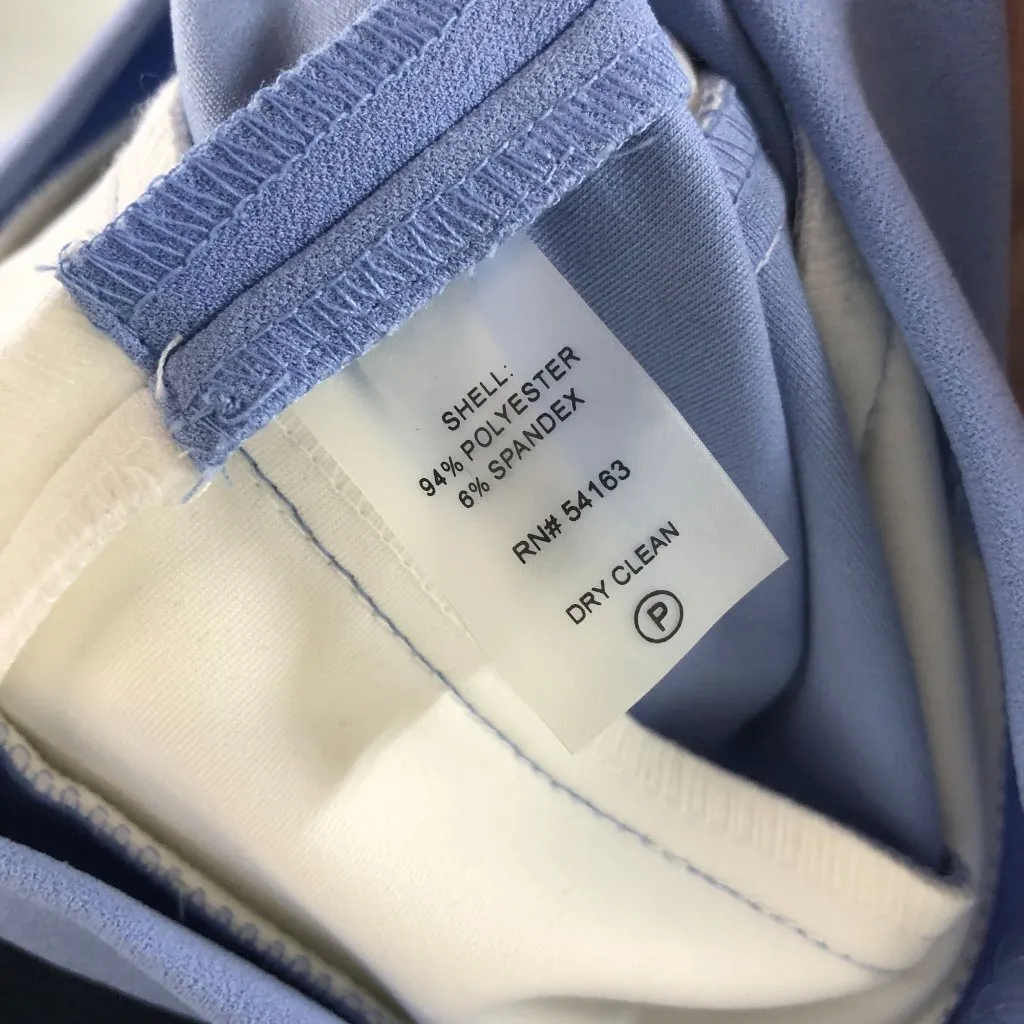 SHELL:
94% POLYESTER
6% SPANDEX
RN# 54163
DRY CLEAN
P